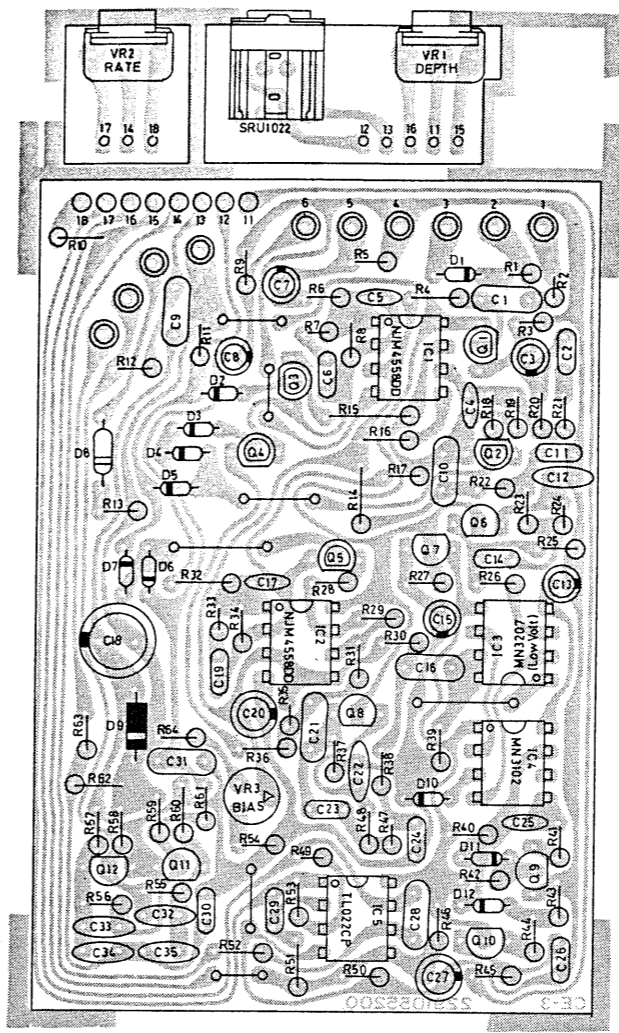 VR2
RATE
VR1
DEPTH
SRU1022
17 14 18
12 13 16 11 15
18 17 16 15 14 13 12 11
6 5 4 3 2 1
R10
R9
C7
R5
D1
R1
R2
R6
C5
R4
C1
C9
R11
R7
R8
NJM4558DD
IC1
Q1
R3
C3
C2
R12
C8
Q3
C6
D2
R15
C4
R18
R19
R20
R21
D3
D4
D5
D8
Q4
R16
R17
C10
Q2
C11
C12
R22
R13
R14
Q6
R23
R24
Q7
R25
D7
D6
R32
C17
Q5
R28
R27
C14
R26
C13
C18
R33
R34
NJM4558DD
IC2
R29
R30
C15
IC3
MN3207
(Low Volt)
C19
R31
C16
C20
R35
C21
Q8
R63
D9
R64
R36
R37
C22
R38
R39
MN3102
IC4
C31
R62
VR3
BIAS
D10
R67
R58
R59
R60
R61
C23
R46
R47
C24
R40
C25
R41
R54
R49
D11
Q12
Q11
R42
Q9
R56
R55
C32
C30
C29
R53
TL022CP
IC5
C28
R46
D12
R43
C33
Q10
R44
C34
C35
R52
R51
R50
C27
R45
C26
2291055200
CE-3